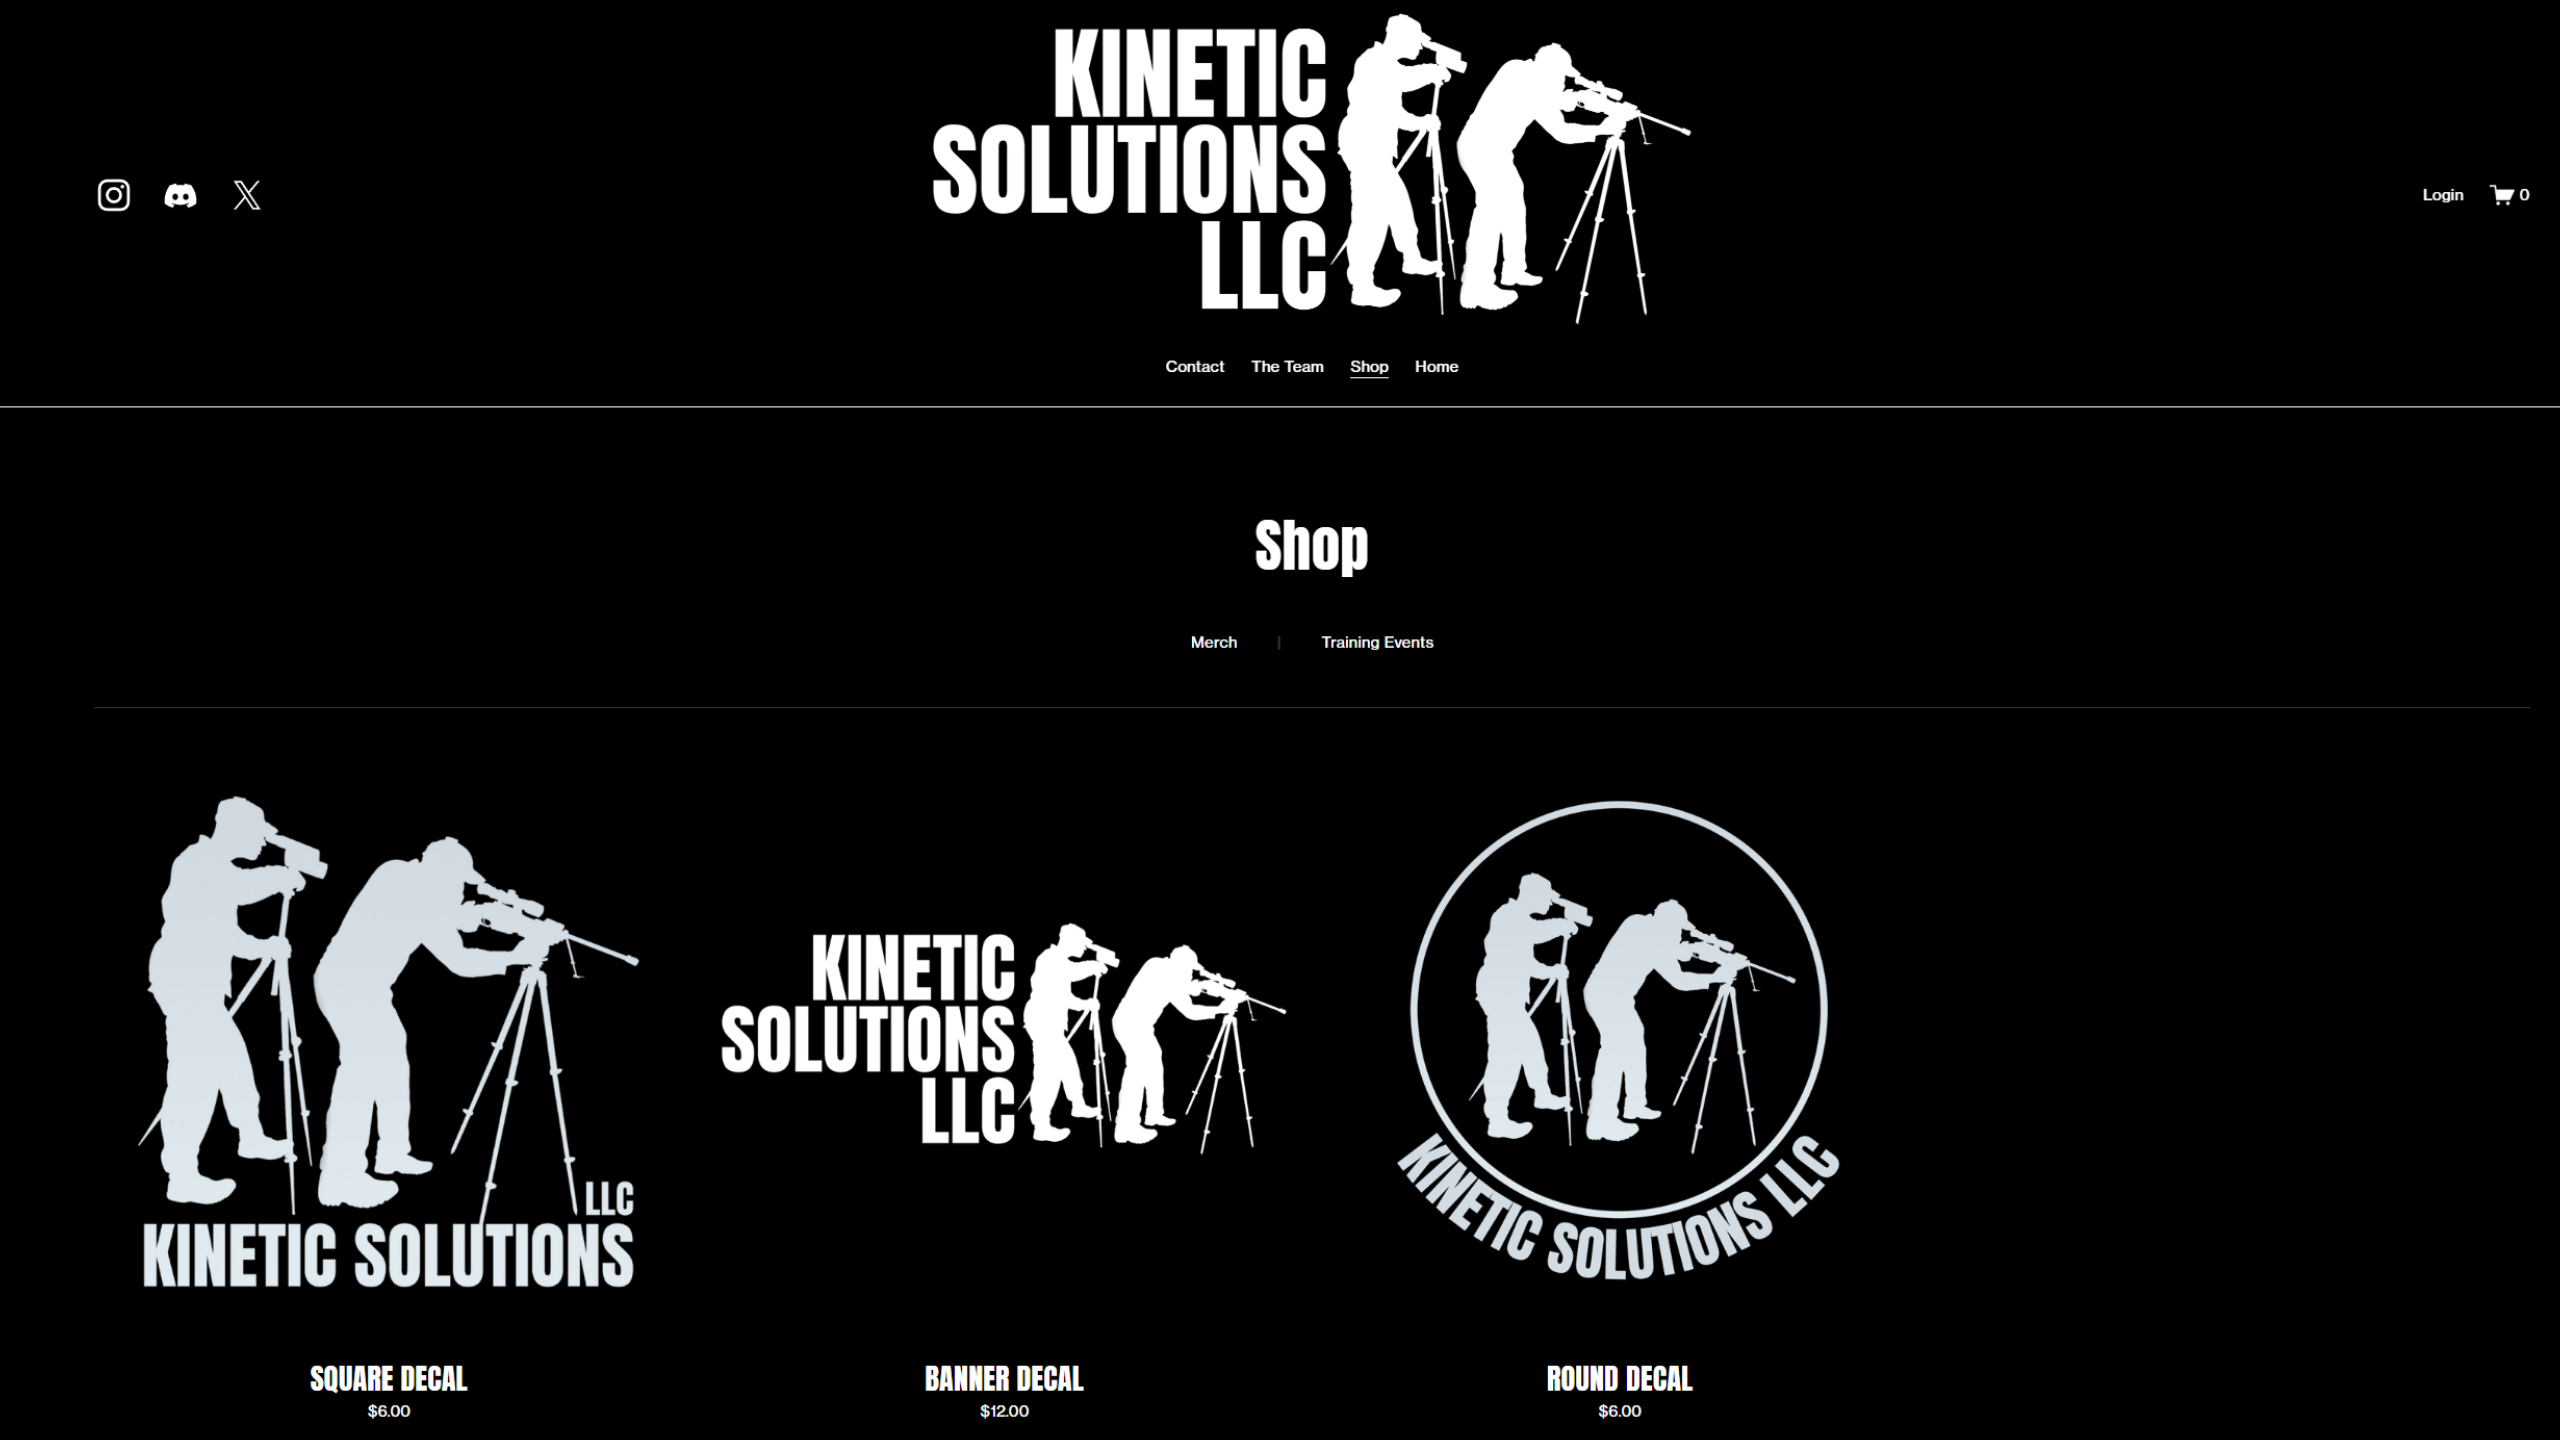 KINETIC
SOLUTIONS
LLC
Login 0
Contact The Team Shop Home
Shop
Merch | Training Events
LLC
KINETIC SOLUTIONS
KINETIC
SOLUTIONS
LLC
KINETIC SOLUTIONS LLC
SQUARE DECAL
$6.00
BANNER DECAL
$12.00
ROUND DECAL
$6.00